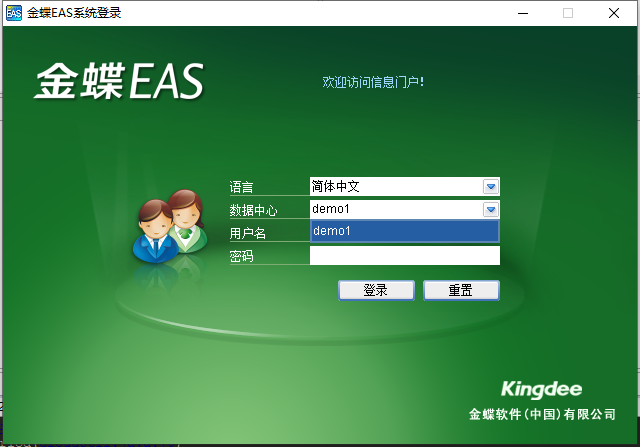 EAS 金蝶EAS系统登录
金蝶EAS
欢迎访问信息门户!
语言 简体中文
数据中心 demo1
用户名 demo1
密码
登录 重置
Kingdee
金蝶软件(中国)有限公司